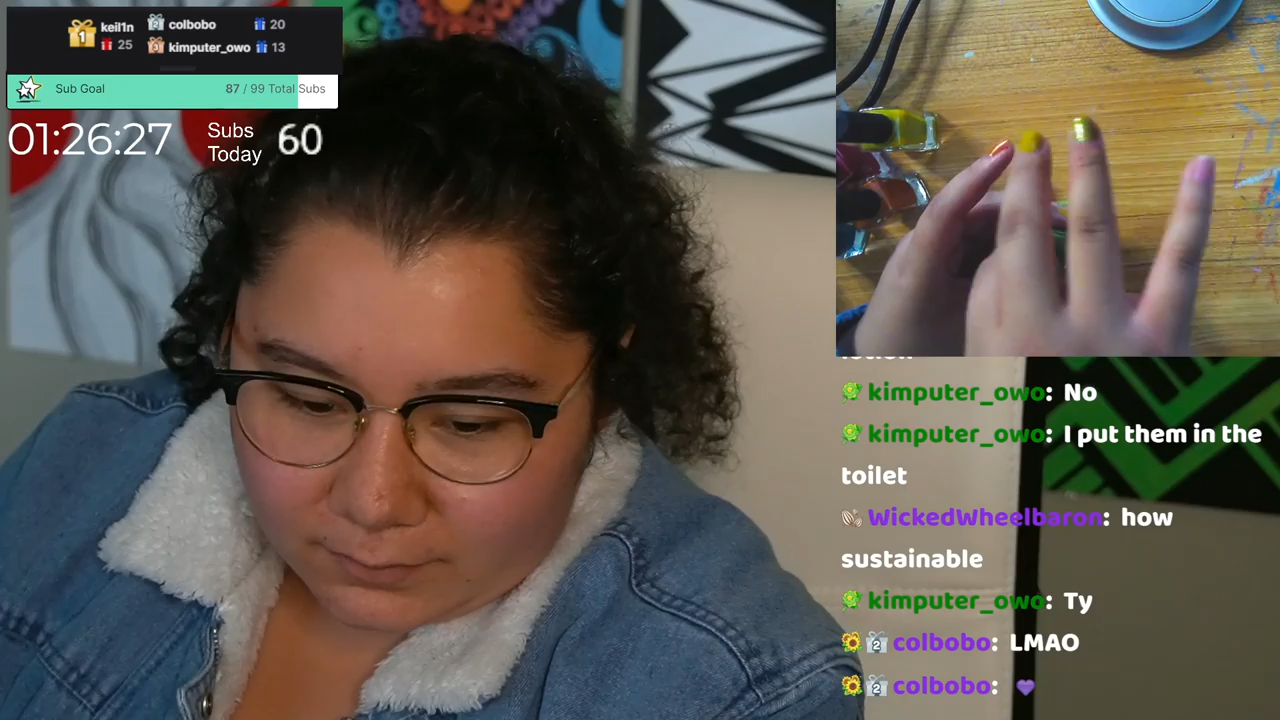 keil1n
25
colbobo 20
kimputer_owo 13
Sub Goal 87 / 99 Total Subs
01:26:27 Subs Today 60
kimputer_owo: No
kimputer_owo: I put them in the
toilet
WickedWheelbaron: how
sustainable
kimputer_owo: Ty
colbobo: LMAO
colbobo: 💜